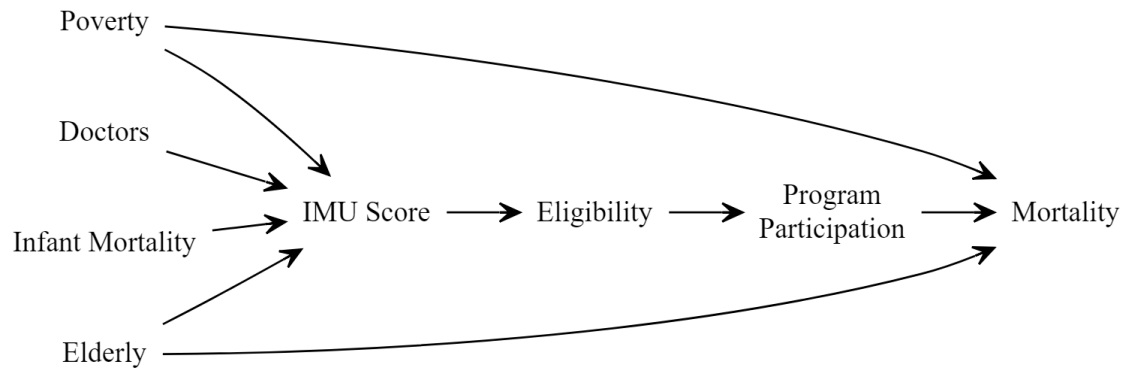 Poverty
Doctors
Infant Mortality
Elderly
IMU Score
Eligibility
Program
Participation
Mortality